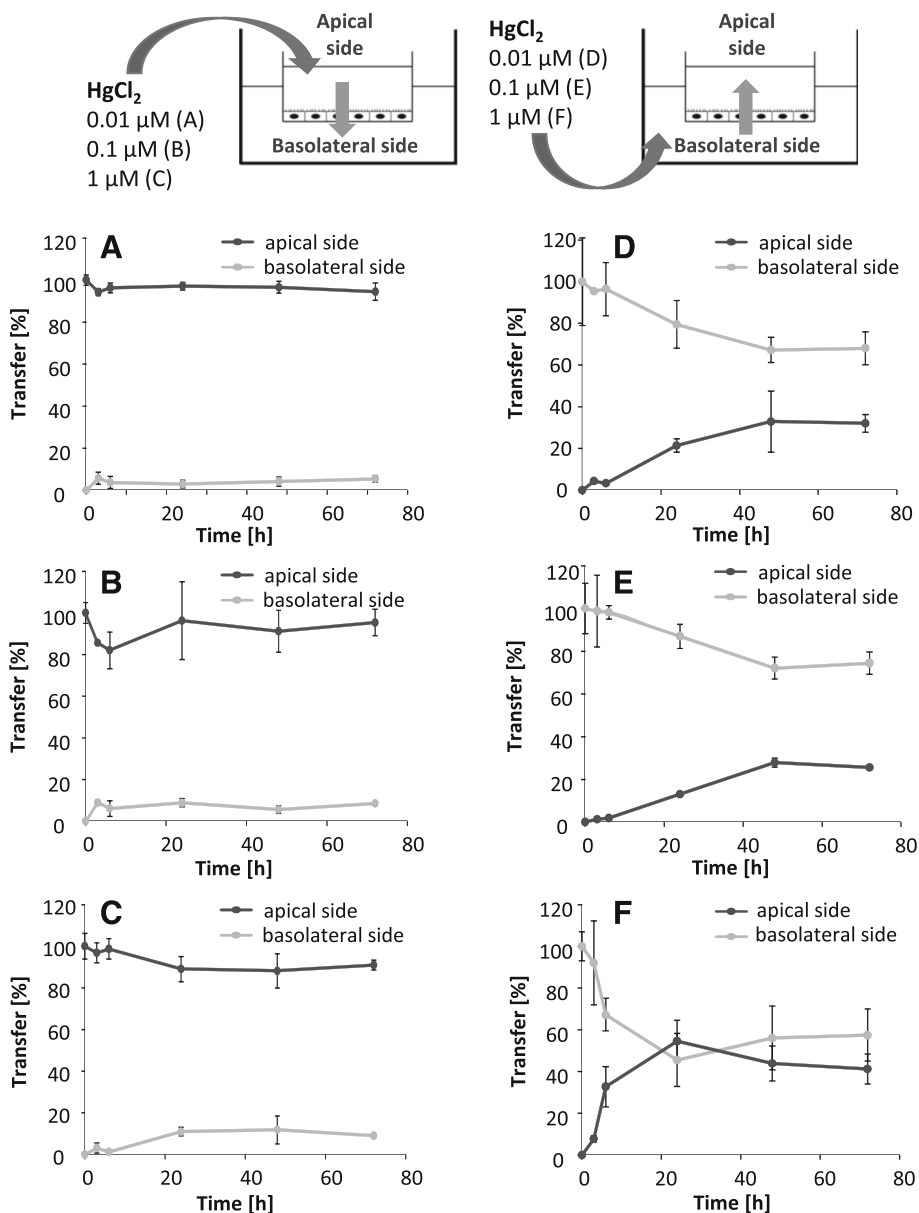 Apical
side
HgCl2
0.01 µM (A)
0.1 µM (B)
1 µM (C)
Basolateral side
HgCl2
0.01 µM (D)
0.1 µM (E)
1 µM (F)
Apical
side
Basolateral side
A
apical side
basolateral side
Transfer [%]
120
100
80
60
40
20
0
0 20 40 60 80
Time [h]
D
apical side
basolateral side
Transfer [%]
120
100
80
60
40
20
0
0 20 40 60 80
Time [h]
B
apical side
basolateral side
Transfer [%]
120
100
80
60
40
20
0
0 20 40 60 80
Time [h]
E
apical side
basolateral side
Transfer [%]
120
100
80
60
40
20
0
0 20 40 60 80
Time [h]
C
apical side
basolateral side
Transfer [%]
120
100
80
60
40
20
0
0 20 40 60 80
Time [h]
F
apical side
basolateral side
Transfer [%]
120
100
80
60
40
20
0
0 20 40 60 80
Time [h]